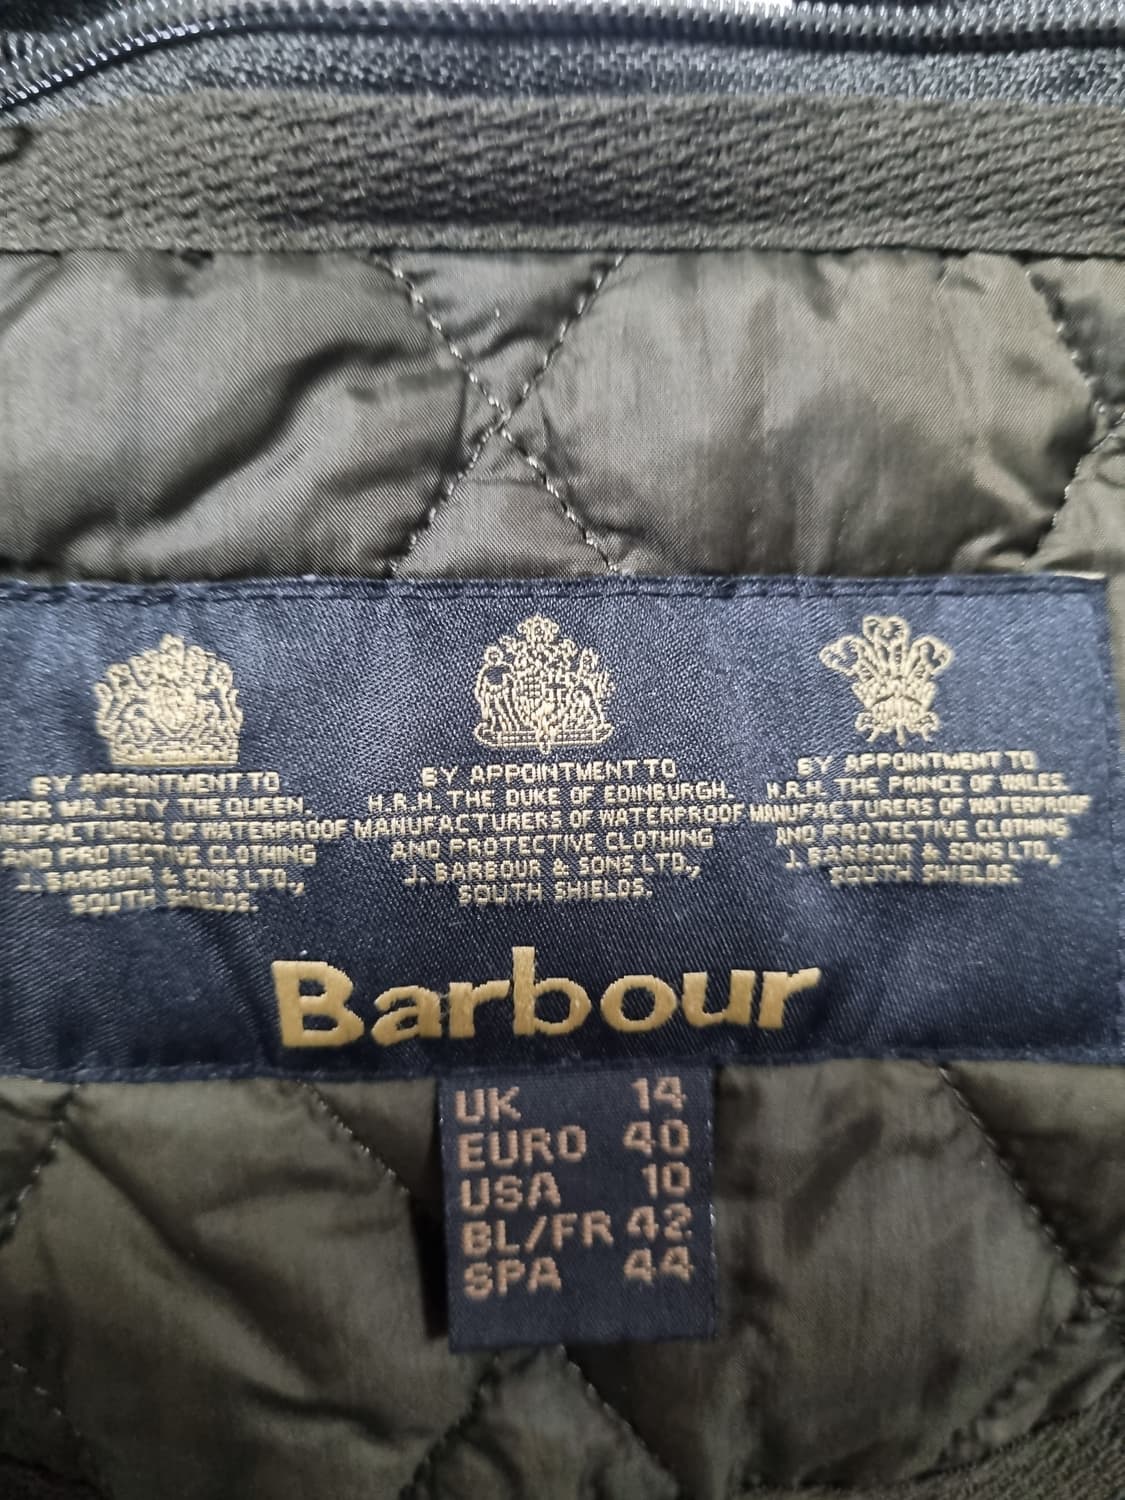 BY APPOINTMENT TO
HER MAJESTY THE QUEEN.
NUFACTURERS OF WATERPROOF
AND PROTECTIVE CLOTHING
J. BARBOUR & SONS LTD.,
SOUTH SHIELDS.
BY APPOINTMENT TO
H.R.H. THE DUKE OF EDINBURGH.
MANUFACTURERS OF WATERPROOF
AND PROTECTIVE CLOTHING
J. BARBOUR & SONS LTD.,
SOUTH SHIELDS.
BY APPOINTMENT TO
H.R.H. THE PRINCE OF WALES.
MANUFACTURERS OF WATERPROOF
AND PROTECTIVE CLOTHING
J. BARBOUR & SONS LTD.,
SOUTH SHIELDS.
Barbour
UK 14
EURO 40
USA 10
BL/FR 42
SPA 44